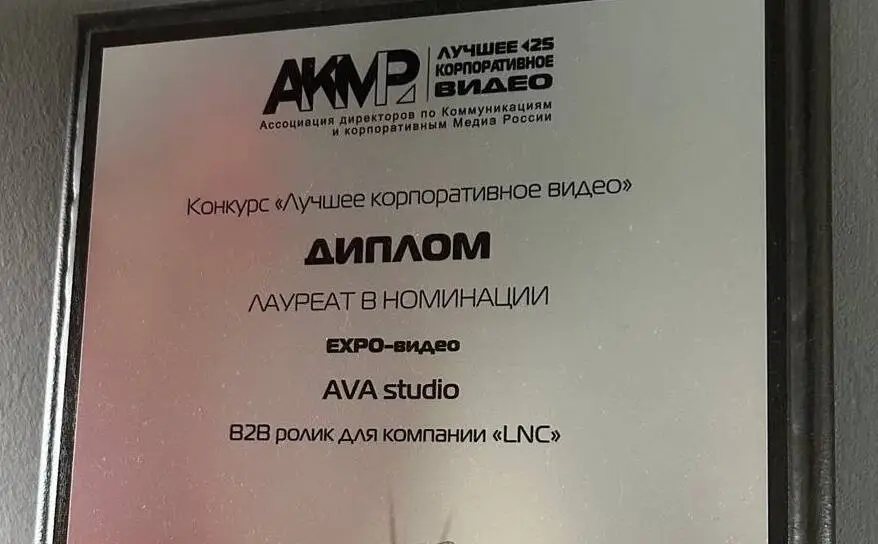 АКМР
ЛУЧШЕЕ 25
КОРПОРАТИВНОЕ
ВИДЕО
Ассоциация директоров по Коммуникациям
и корпоративным Медиа России
Конкурс «Лучшее корпоративное видео»
ДИПЛОМ
ЛАУРЕАТ В НОМИНАЦИИ
EXPO-видео
AVA studio
B2B ролик для компании «LNC»